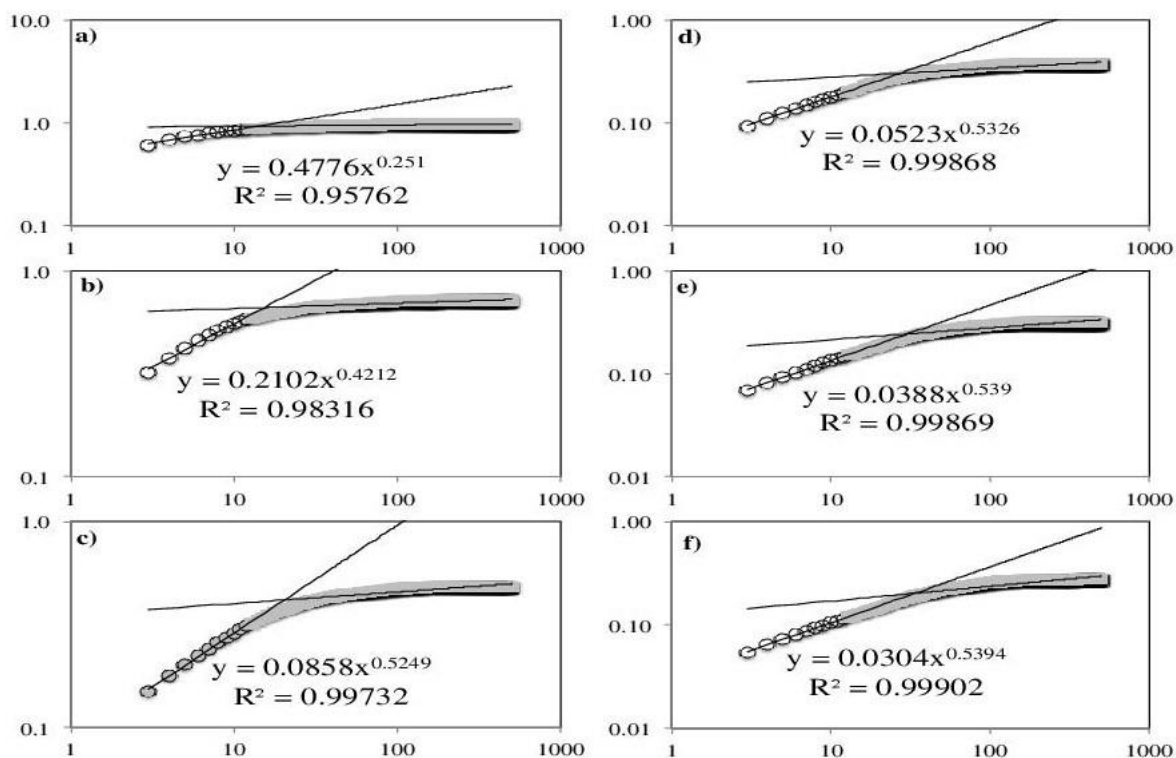 10.0
a)
1.0
y = 0.4776x^0.251
R² = 0.95762
0.1
1 10 100 1000
1.0
b)
y = 0.2102x^0.4212
R² = 0.98316
0.1
1 10 100 1000
1.0
c)
y = 0.0858x^0.5249
R² = 0.99732
0.1
1 10 100 1000
1.00
d)
0.10
y = 0.0523x^0.5326
R² = 0.99868
0.01
1 10 100 1000
1.00
e)
0.10
y = 0.0388x^0.539
R² = 0.99869
0.01
1 10 100 1000
1.00
f)
0.10
y = 0.0304x^0.5394
R² = 0.99902
0.01
1 10 100 1000